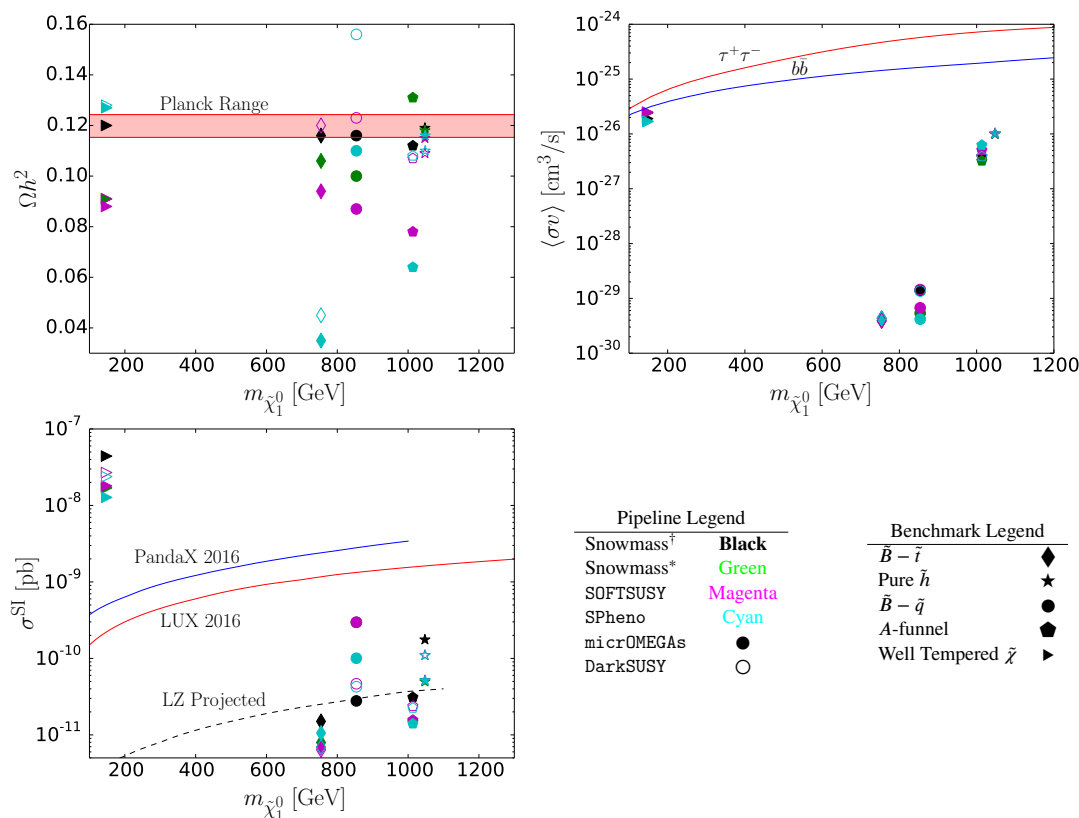 0.16
0.14
0.12
0.10
0.08
0.06
0.04
Ωh²
Planck Range
200 400 600 800 1000 1200
m_χ̃₁⁰ [GeV]
10⁻²⁴
10⁻²⁵
10⁻²⁶
10⁻²⁷
10⁻²⁸
10⁻²⁹
10⁻³⁰
⟨σv⟩ [cm³/s]
τ⁺τ⁻
bb̄
200 400 600 800 1000 1200
m_χ̃₁⁰ [GeV]
10⁻⁷
10⁻⁸
10⁻⁹
10⁻¹⁰
10⁻¹¹
σ^SI [pb]
PandaX 2016
LUX 2016
LZ Projected
200 400 600 800 1000 1200
m_χ̃₁⁰ [GeV]
Pipeline Legend
Snowmass† Black
Snowmass* Green
SOFTSUSY Magenta
SPheno Cyan
micrOMEGAs
DarkSUSY
Benchmark Legend
B̃ − t̃
Pure h̃
B̃ − q̃
A-funnel
Well Tempered χ̃